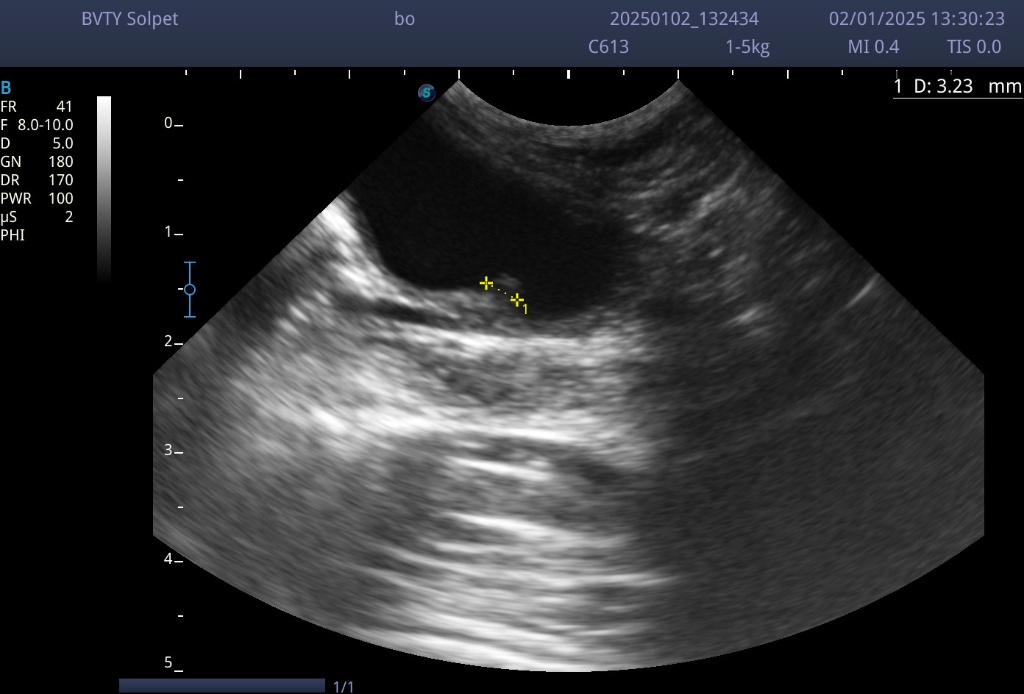 BVTY Solpet bo 20250102_132434 02/01/2025 13:30:23
C613 1-5kg MI 0.4 TIS 0.0
B
1 D: 3.23 mm
FR 41
F 8.0-10.0
D 5.0
GN 180
DR 170
PWR 100
µS 2
PHI
S
0
1
2
3
4
5
1
1/1